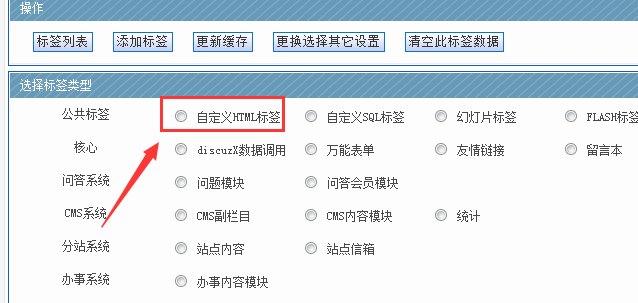 操作
标签列表 添加标签 更新缓存 更换选择其它设置 清空此标签数据
选择标签类型
公共标签 自定义HTML标签 自定义SQL标签 幻灯片标签 FLASH标签
核心 discuzX数据调用 万能表单 友情链接 留言本
问答系统 问题模块 问答会员模块
CMS系统 CMS副栏目 CMS内容模块 统计
分站系统 站点内容 站点信箱
办事系统 办事内容模块